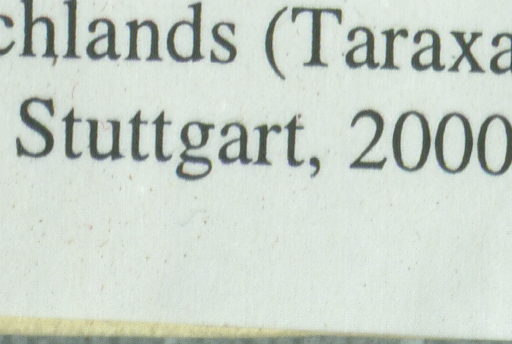 chlands (Taraxa
Stuttgart, 2000